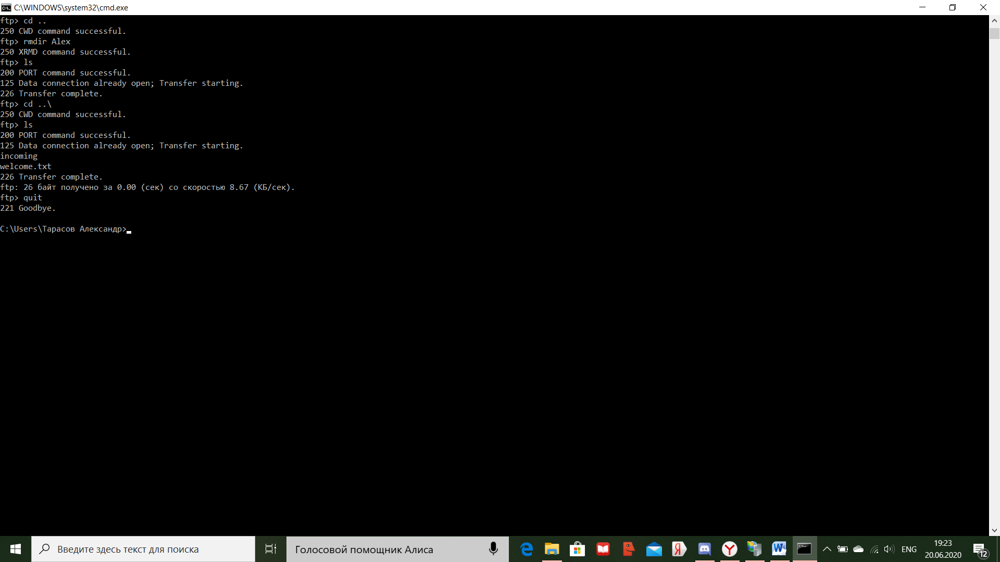 C:\WINDOWS\system32\cmd.exe
ftp> cd ..
250 CWD command successful.
ftp> rmdir Alex
250 XRMD command successful.
ftp> ls
200 PORT command successful.
125 Data connection already open; Transfer starting.
226 Transfer complete.
ftp> cd ..\
250 CWD command successful.
ftp> ls
200 PORT command successful.
125 Data connection already open; Transfer starting.
incoming
welcome.txt
226 Transfer complete.
ftp: 26 байт получено за 0.00 (сек) со скоростью 8.67 (КБ/сек).
ftp> quit
221 Goodbye.
C:\Users\Тарасов Александр>
Введите здесь текст для поиска
Голосовой помощник Алиса
ENG
19:23
20.06.2020
12